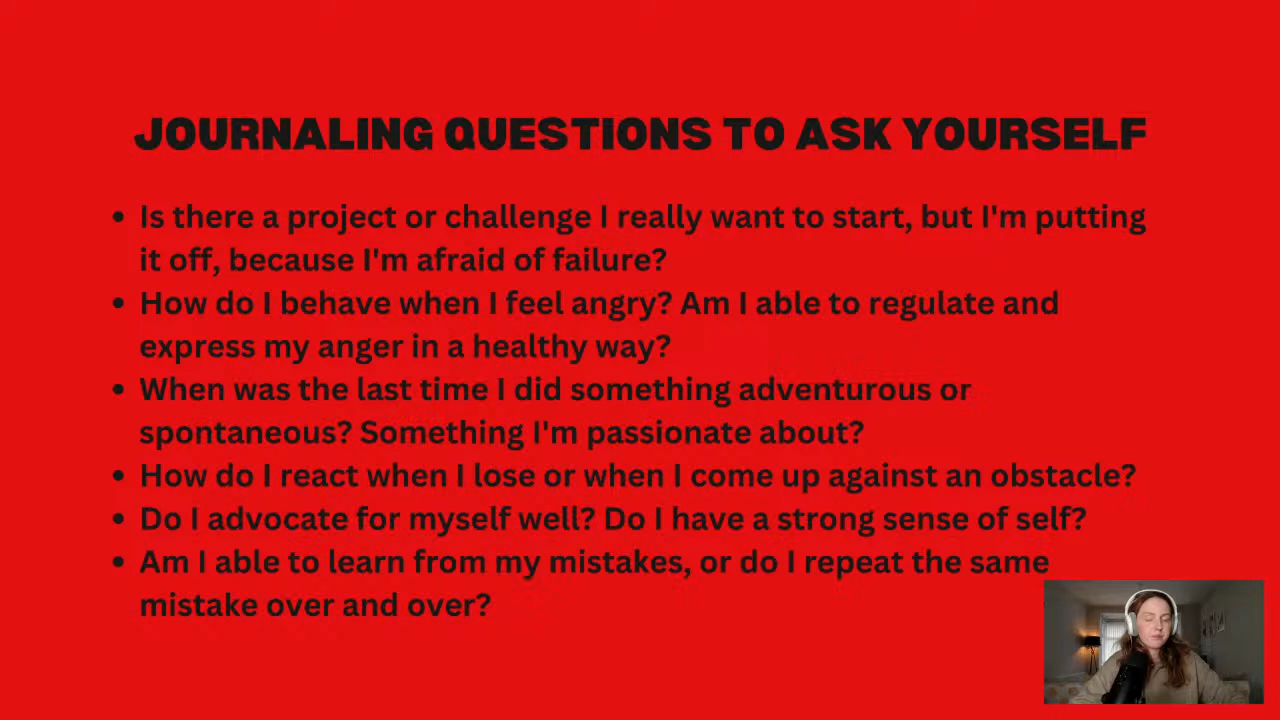 JOURNALING QUESTIONS TO ASK YOURSELF
• Is there a project or challenge I really want to start, but I'm putting
it off, because I'm afraid of failure?
• How do I behave when I feel angry? Am I able to regulate and
express my anger in a healthy way?
• When was the last time I did something adventurous or
spontaneous? Something I'm passionate about?
• How do I react when I lose or when I come up against an obstacle?
• Do I advocate for myself well? Do I have a strong sense of self?
• Am I able to learn from my mistakes, or do I repeat the same
mistake over and over?